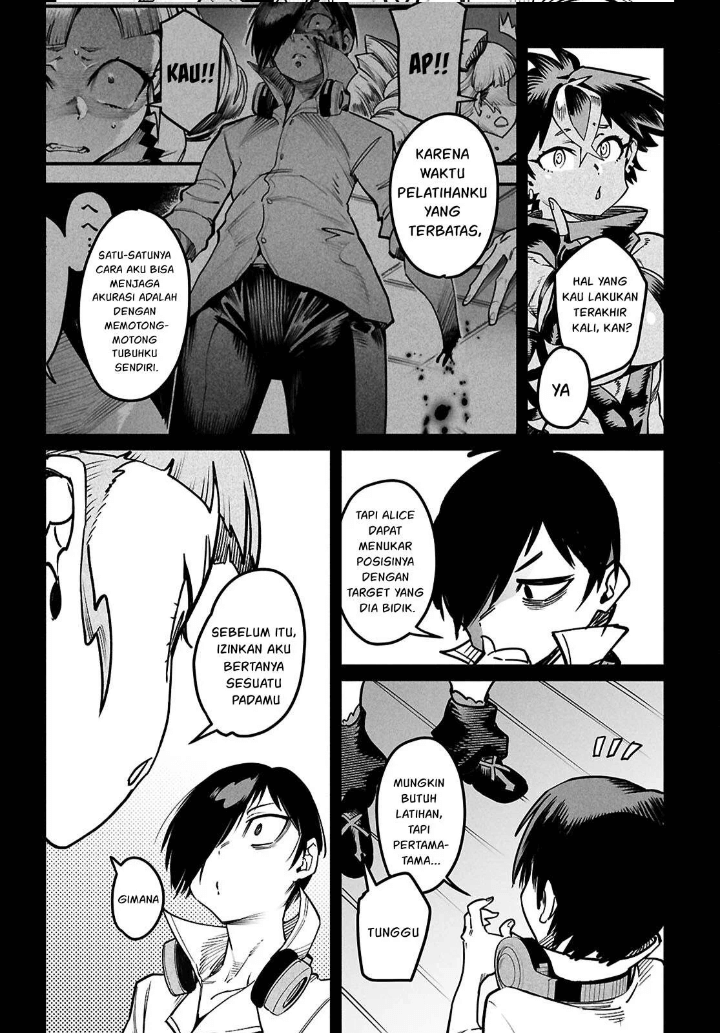 HAL YANG
KAU LAKUKAN
TERAKHIR
KALI, KAN?
YA
AP!!
KAU!!
KARENA
WAKTU
PELATIHANKU
YANG
TERBATAS,
SATU-SATUNYA
CARA AKU BISA
MENJAGA
AKURASI ADALAH
DENGAN
MEMOTONG-
MOTONG
TUBUHKU
SENDIRI.
TAPI ALICE
DAPAT
MENUKAR
POSISINYA
DENGAN
TARGET YANG
DIA BIDIK.
MUNGKIN
BUTUH
LATIHAN,
TAPI
PERTAMA-
TAMA...
TUNGGU
SEBELUM ITU,
IZINKAN AKU
BERTANYA
SESUATU
PADAMU
GIMANA